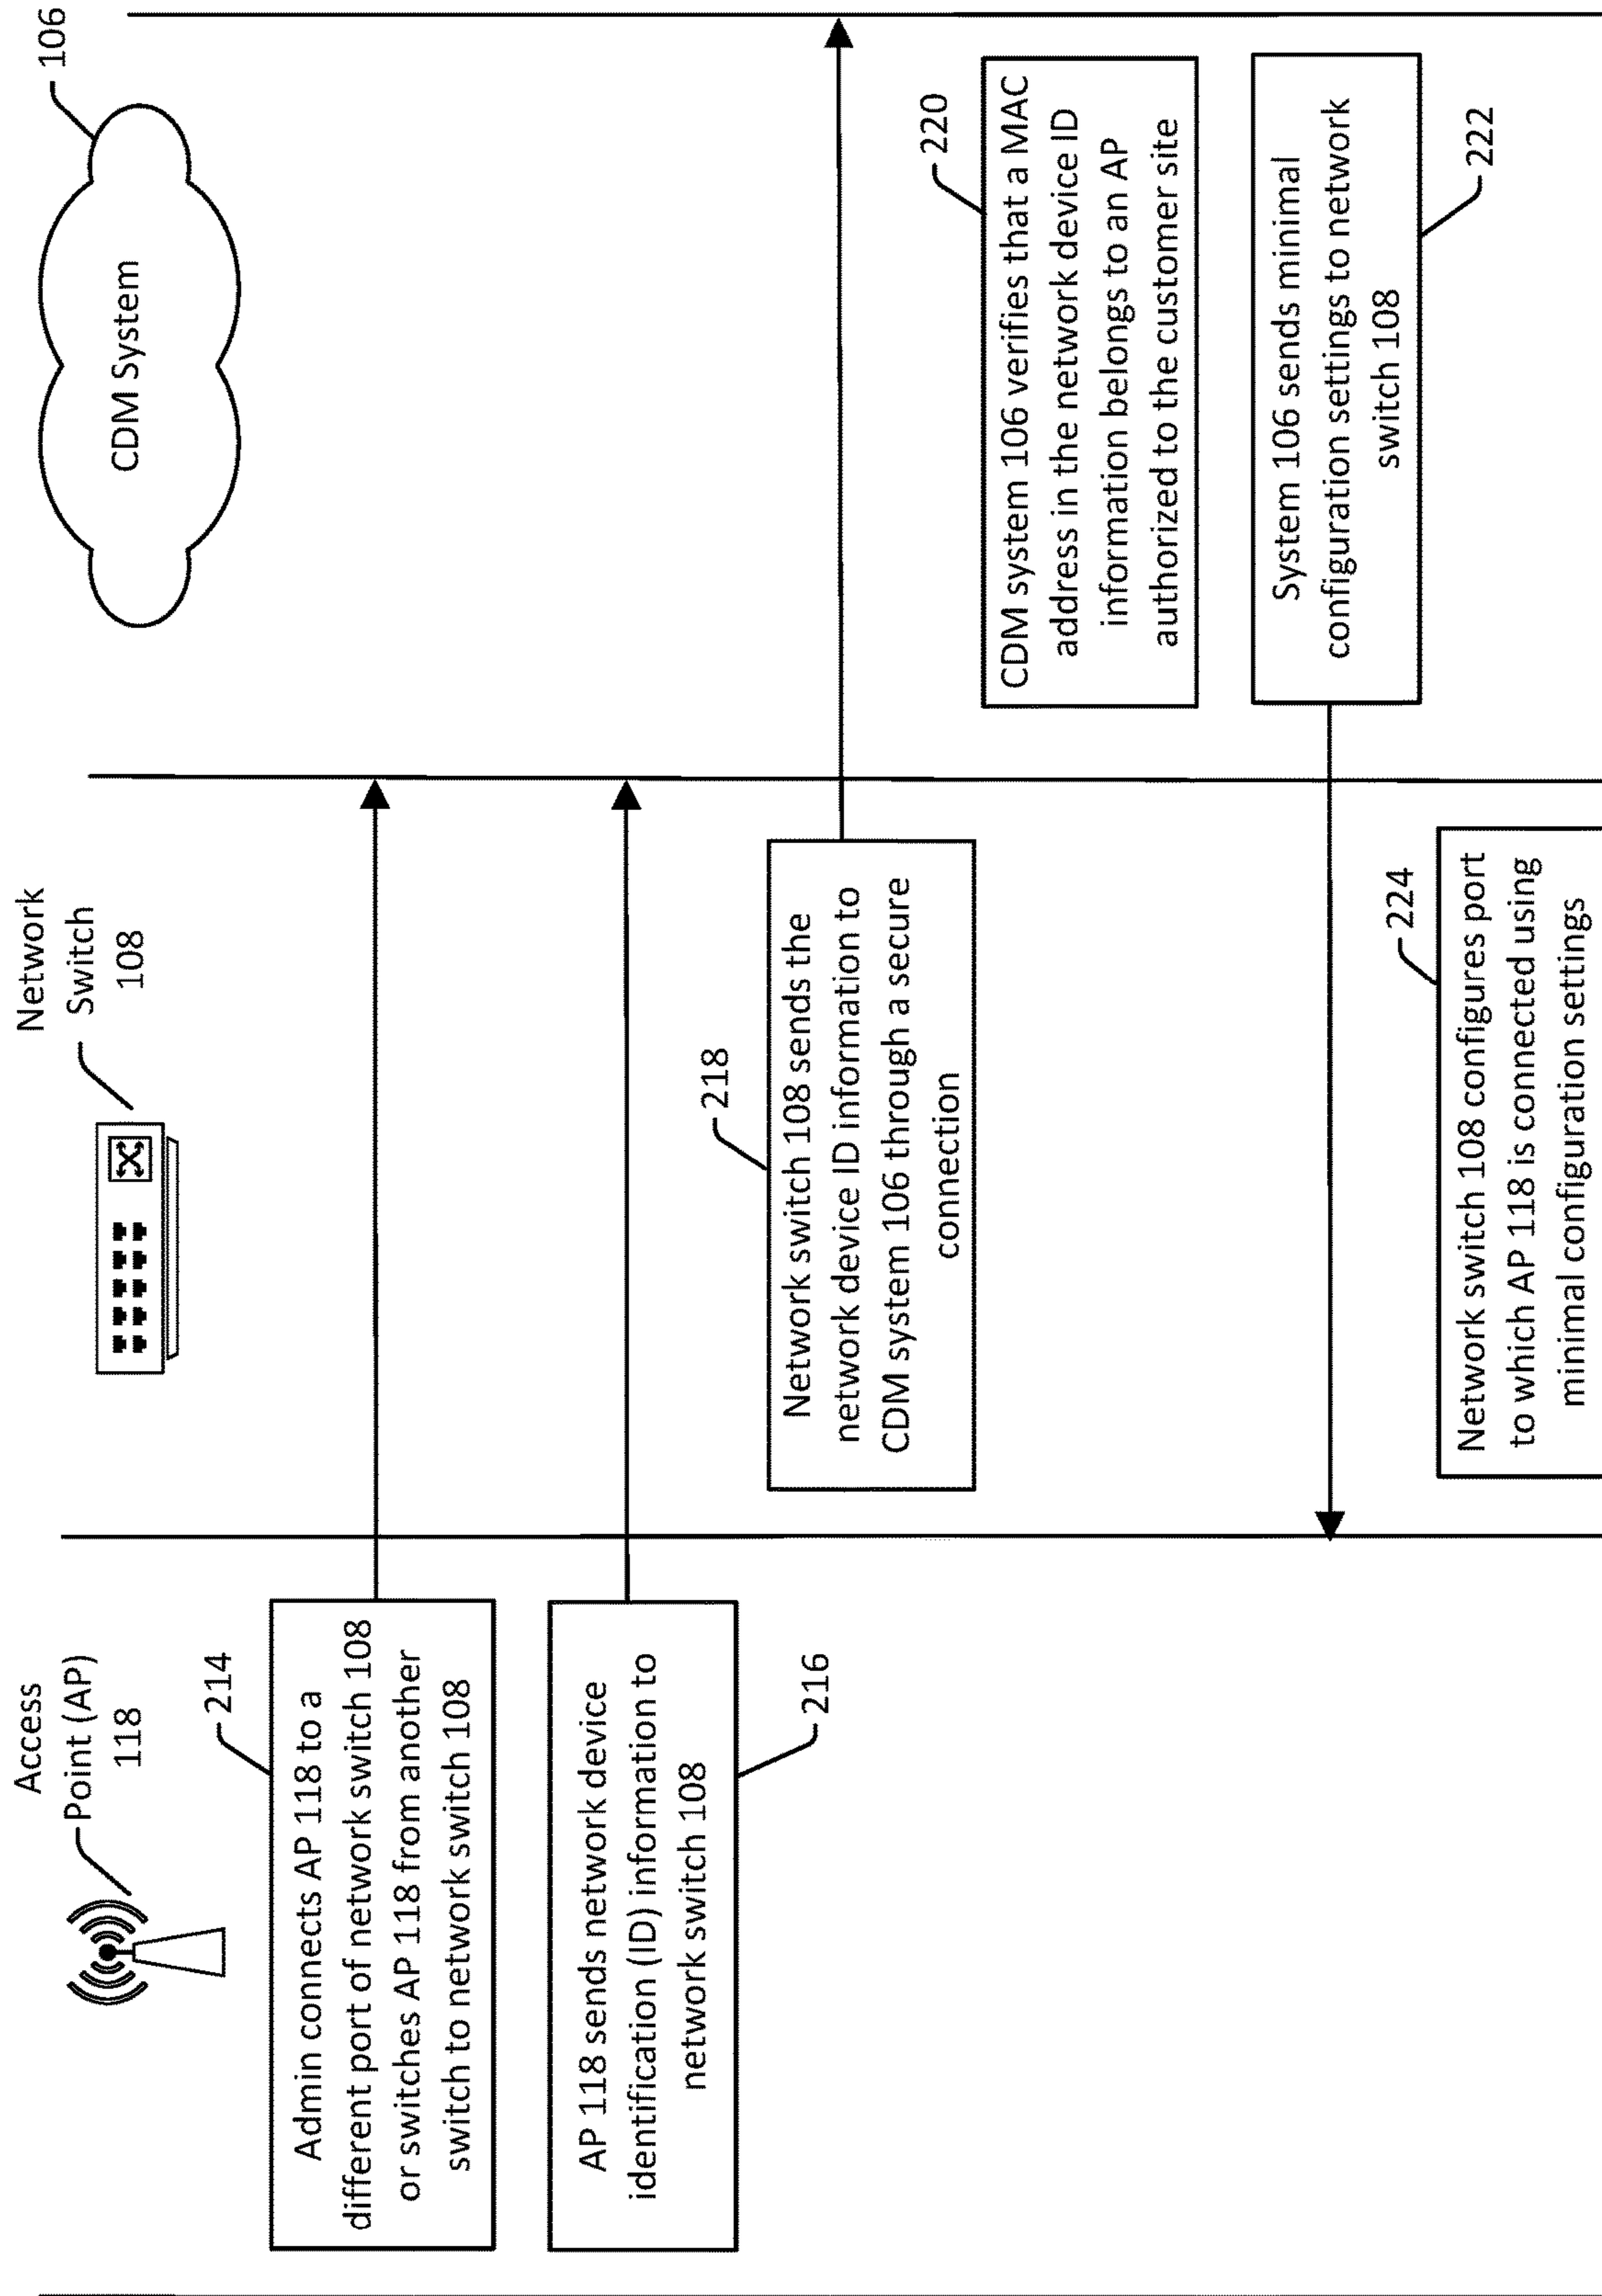 Access
Point (AP)
118
Network
Switch
108
CDM System
106
214
Admin connects AP 118 to a
different port of network switch 108
or switches AP 118 from another
switch to network switch 108
AP 118 sends network device
identification (ID) information to
network switch 108
216
218
Network switch 108 sends the
network device ID information to
CDM system 106 through a secure
connection
220
CDM system 106 verifies that a MAC
address in the network device ID
information belongs to an AP
authorized to the customer site
System 106 sends minimal
configuration settings to network
switch 108
222
224
Network switch 108 configures port
to which AP 118 is connected using
minimal configuration settings